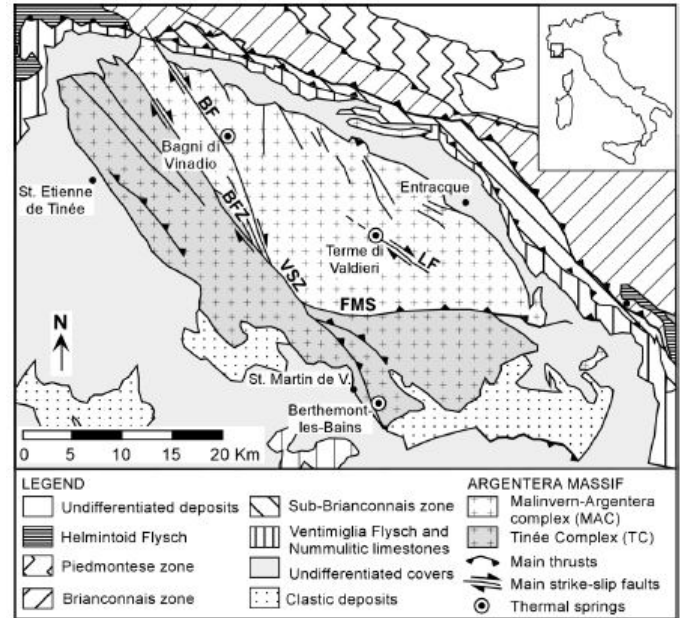 BF
Bagni di
Vinadio
St. Etienne
de Tinée
Entracque
BFZ
Terme di
Valdieri
LF
VSZ
FMS
N
St. Martin de V.
Berthemont-
les-Bains
0 5 10 15 20 Km
LEGEND
Undifferentiated deposits
Helmintoid Flysch
Piedmontese zone
Brianconnais zone
Sub-Brianconnais zone
Ventimiglia Flysch and
Nummulitic limestones
Undifferentiated covers
Clastic deposits
ARGENTERA MASSIF
Malinvern-Argentera
complex (MAC)
Tinée Complex (TC)
Main thrusts
Main strike-slip faults
Thermal springs